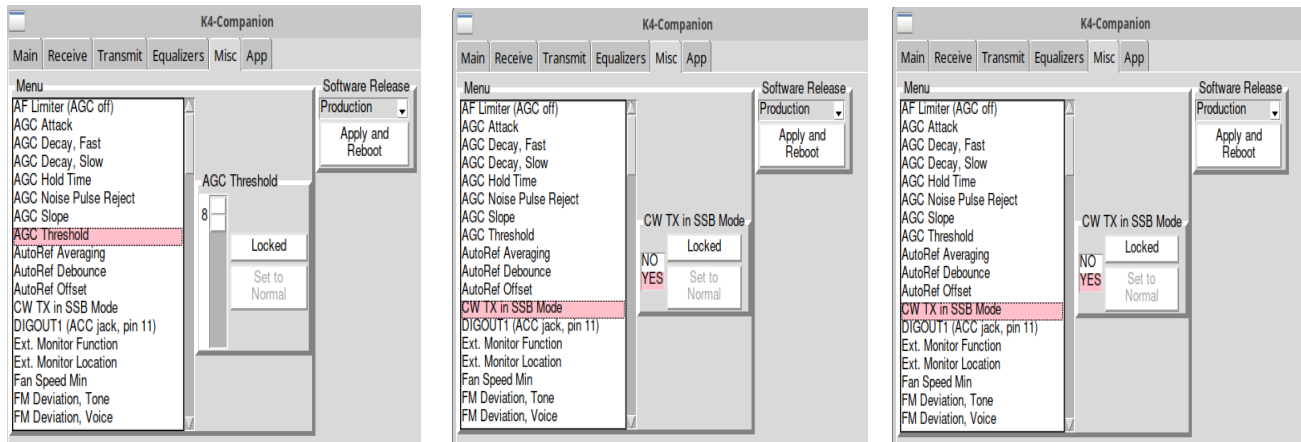 K4-Companion
Main Receive Transmit Equalizers Misc App
Menu
AF Limiter (AGC off)
AGC Attack
AGC Decay, Fast
AGC Decay, Slow
AGC Hold Time
AGC Noise Pulse Reject
AGC Slope
AGC Threshold
AutoRef Averaging
AutoRef Debounce
AutoRef Offset
CW TX in SSB Mode
DIGOUT1 (ACC jack, pin 11)
Ext. Monitor Function
Ext. Monitor Location
Fan Speed Min
FM Deviation, Tone
FM Deviation, Voice
AGC Threshold
8
Locked
Set to
Normal
Software Release
Production
Apply and
Reboot
K4-Companion
Main Receive Transmit Equalizers Misc App
Menu
AF Limiter (AGC off)
AGC Attack
AGC Decay, Fast
AGC Decay, Slow
AGC Hold Time
AGC Noise Pulse Reject
AGC Slope
AGC Threshold
AutoRef Averaging
AutoRef Debounce
AutoRef Offset
CW TX in SSB Mode
DIGOUT1 (ACC jack, pin 11)
Ext. Monitor Function
Ext. Monitor Location
Fan Speed Min
FM Deviation, Tone
FM Deviation, Voice
CW TX in SSB Mode
NO
YES
Locked
Set to
Normal
Software Release
Production
Apply and
Reboot
K4-Companion
Main Receive Transmit Equalizers Misc App
Menu
AF Limiter (AGC off)
AGC Attack
AGC Decay, Fast
AGC Decay, Slow
AGC Hold Time
AGC Noise Pulse Reject
AGC Slope
AGC Threshold
AutoRef Averaging
AutoRef Debounce
AutoRef Offset
CW TX in SSB Mode
DIGOUT1 (ACC jack, pin 11)
Ext. Monitor Function
Ext. Monitor Location
Fan Speed Min
FM Deviation, Tone
FM Deviation, Voice
CW TX in SSB Mode
NO
YES
Locked
Set to
Normal
Software Release
Production
Apply and
Reboot